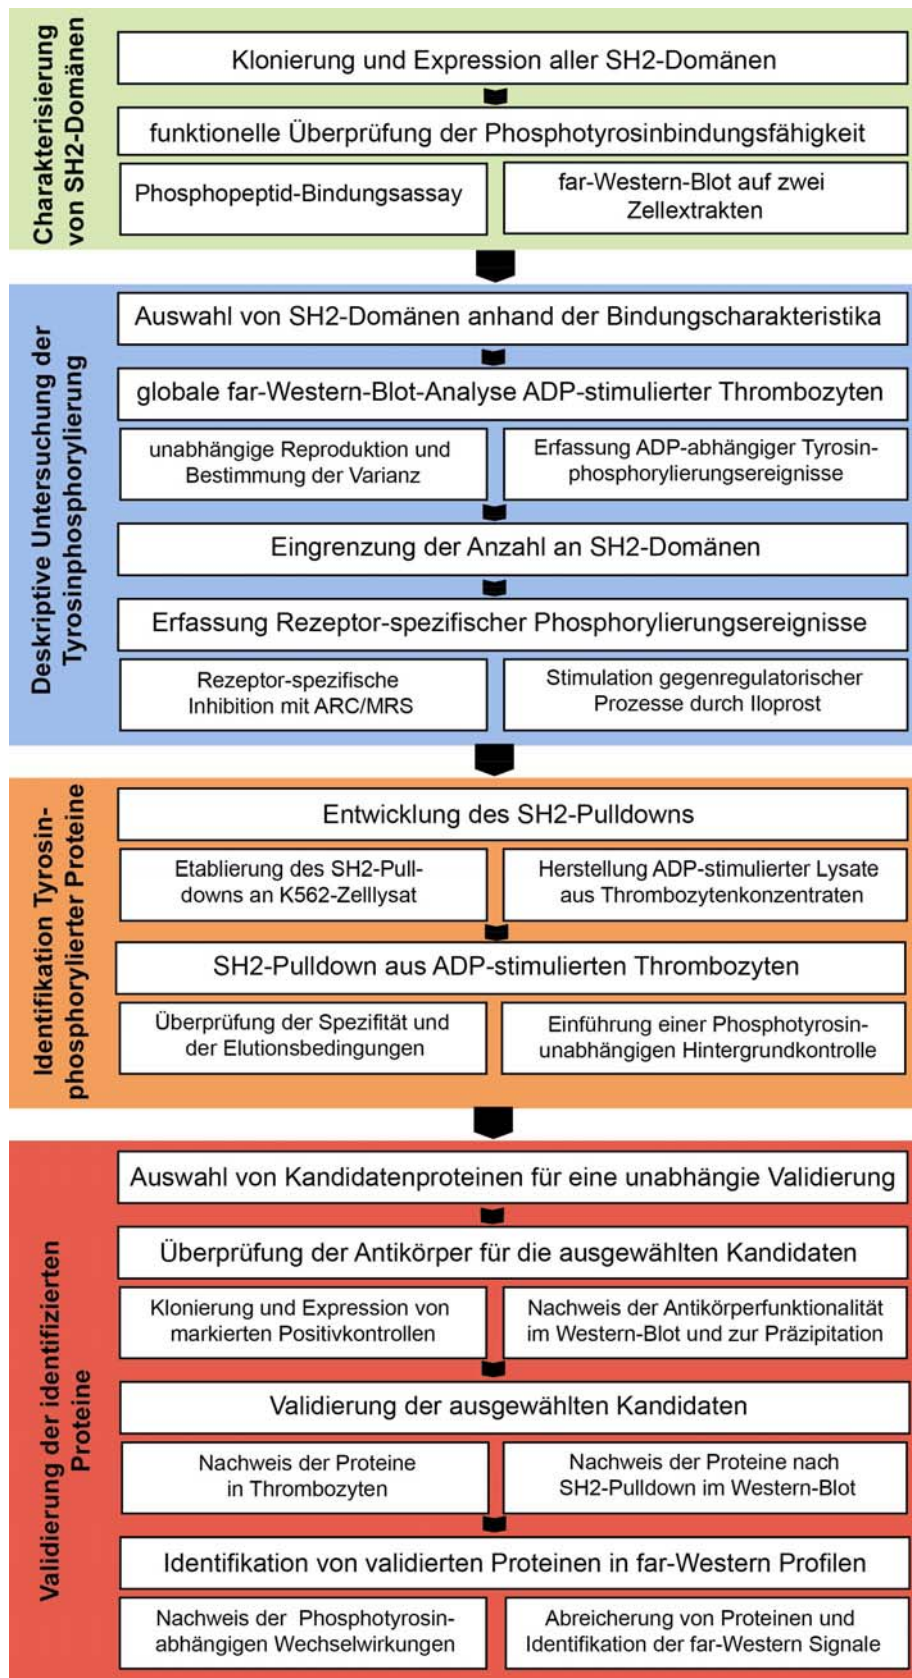 Charakterisierung
von SH2-Domänen
Klonierung und Expression aller SH2-Domänen
funktionelle Überprüfung der Phosphotyrosinbindungsfähigkeit
Phosphopeptid-Bindungsassay
far-Western-Blot auf zwei
Zellextrakten
Deskriptive Untersuchung der
Tyrosinphosphorylierung
Auswahl von SH2-Domänen anhand der Bindungscharakteristika
globale far-Western-Blot-Analyse ADP-stimulierter Thrombozyten
unabhängige Reproduktion und
Bestimmung der Varianz
Erfassung ADP-abhängiger Tyrosin-
phosphorylierungsereignisse
Eingrenzung der Anzahl an SH2-Domänen
Erfassung Rezeptor-spezifischer Phosphorylierungsereignisse
Rezeptor-spezifische
Inhibition mit ARC/MRS
Stimulation gegenregulatorischer
Prozesse durch Iloprost
Identifikation Tyrosin-
phosphorylierter Proteine
Entwicklung des SH2-Pulldowns
Etablierung des SH2-Pull-
downs an K562-Zelllysat
Herstellung ADP-stimulierter Lysate
aus Thrombozytenkonzentraten
SH2-Pulldown aus ADP-stimulierten Thrombozyten
Überprüfung der Spezifität und
der Elutionsbedingungen
Einführung einer Phosphotyrosin-
unabhängigen Hintergrundkontrolle
Validierung der identifizierten
Proteine
Auswahl von Kandidatenproteinen für eine unabhängie Validierung
Überprüfung der Antikörper für die ausgewählten Kandidaten
Klonierung und Expression von
markierten Positivkontrollen
Nachweis der Antikörperfunktionalität
im Western-Blot und zur Präzipitation
Validierung der ausgewählten Kandidaten
Nachweis der Proteine
in Thrombozyten
Nachweis der Proteine nach
SH2-Pulldown im Western-Blot
Identifikation von validierten Proteinen in far-Western Profilen
Nachweis der Phosphotyrosin-
abhängigen Wechselwirkungen
Abreicherung von Proteinen und
Identifikation der far-Western Signale